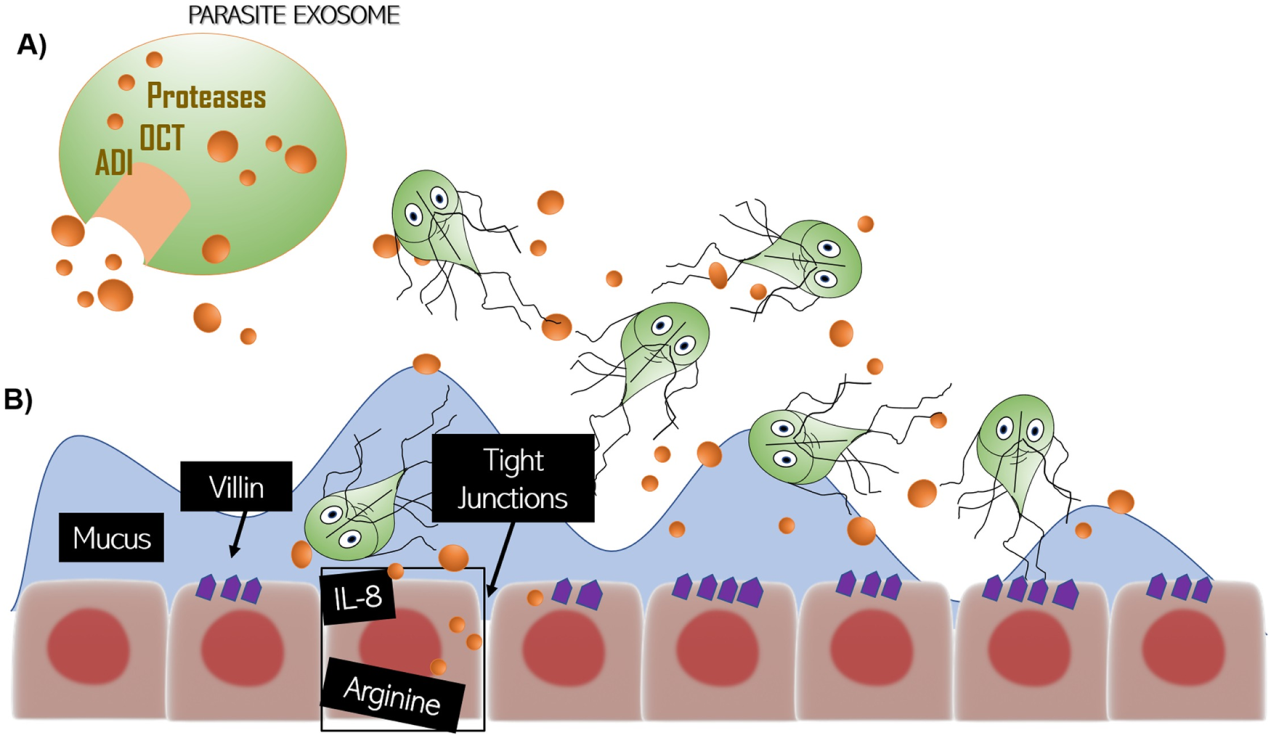 PARASITE EXOSOME
A)
Proteases
OCT
ADI
B)
Tight
Junctions
Villin
Mucus
IL-8
Arginine